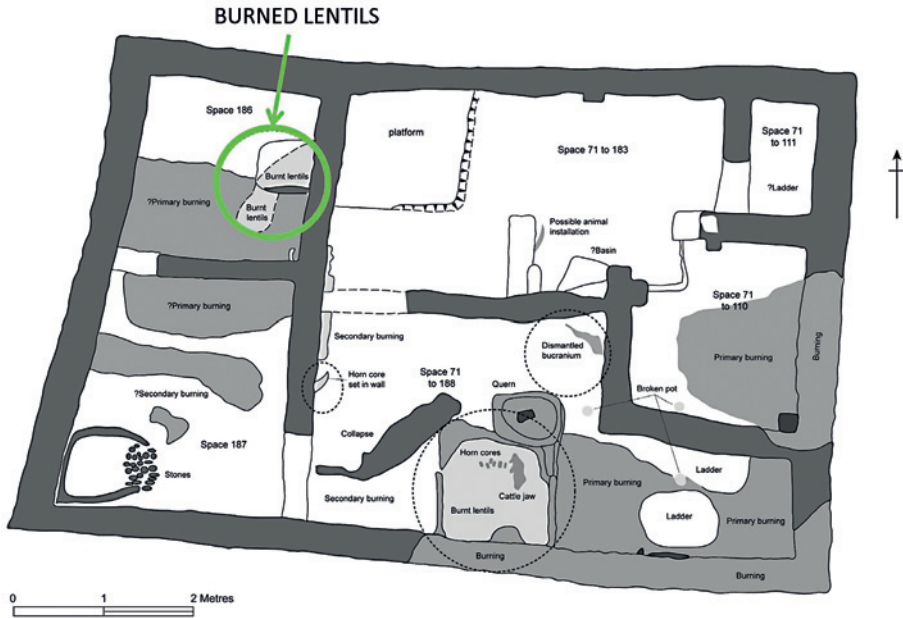 BURNED LENTILS
Space 186
Burnt lentils
Burnt
lentils
?Primary burning
platform
Space 71
to 183
Space 71
to 111
?Ladder
Possible animal
installation
?Basin
?Primary burning
?Secondary burning
Space 187
Stones
Secondary burning
Horn core
set in wall
Space 71
to 188
Collapse
Secondary burning
Dismantled
bucranium
Quern
Horn cores
Cattle jaw
Burnt lentils
Burning
Space 71
to 110
Primary burning
Burning
Broken pot
Primary burning
Ladder
Ladder
Primary burning
Burning
0 1 2 Metres